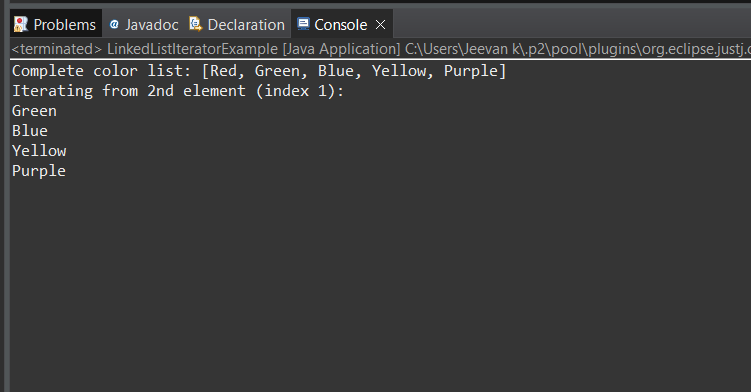 Problems Javadoc Declaration Console
<terminated> LinkedListIteratorExample [Java Application] C:\Users\Jeevan k\.p2\pool\plugins\org.eclipse.justj.o
Complete color list: [Red, Green, Blue, Yellow, Purple]
Iterating from 2nd element (index 1):
Green
Blue
Yellow
Purple